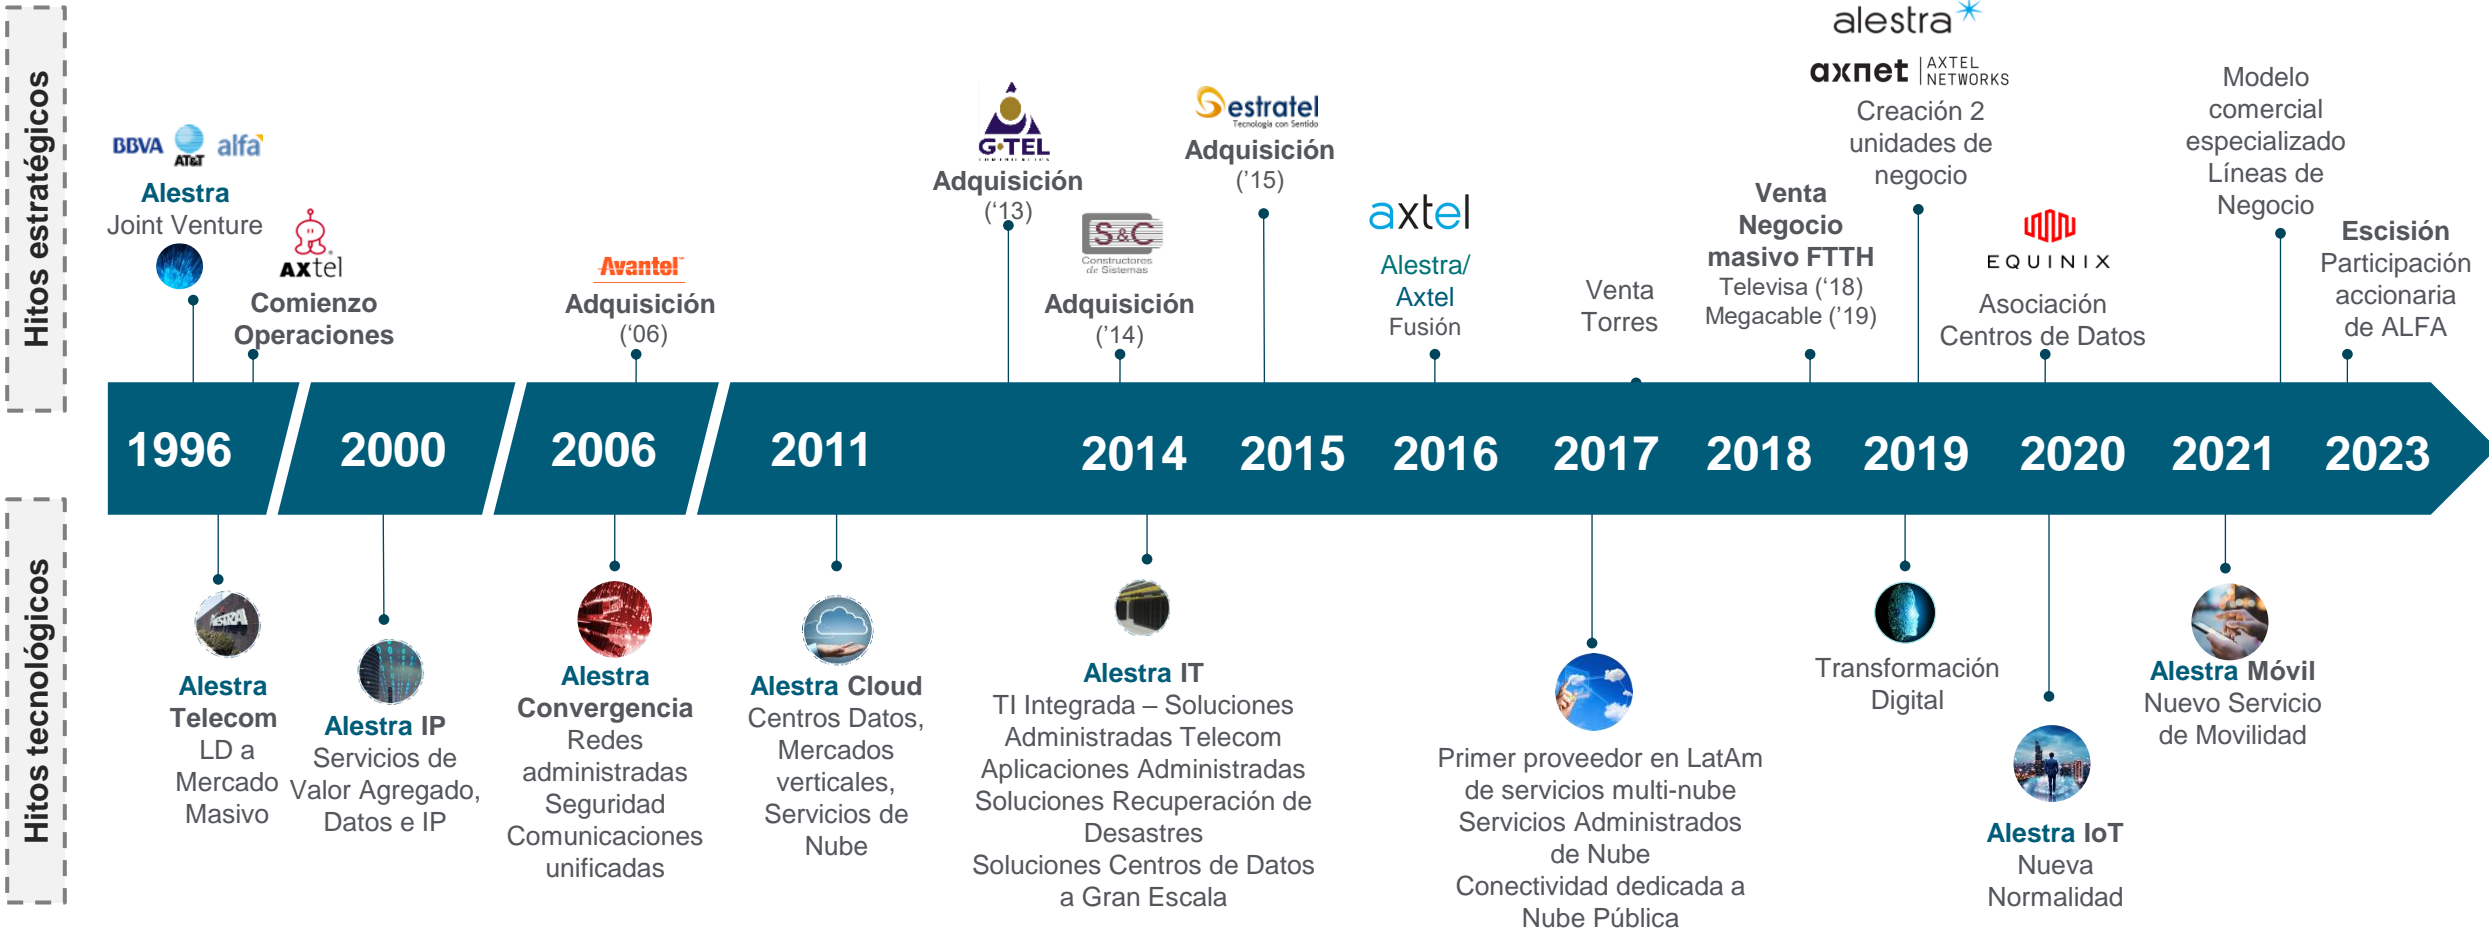 Hitos estratégicos
BBVA
AT&T
alfa
Alestra
Joint Venture
AXtel
Comienzo
Operaciones
Avantel
Adquisición
(‘06)
G·TEL
Adquisición
(‘13)
S&C
Constructores
de Sistemas
Adquisición
(’14)
estratel
Tecnología con Sentido
Adquisición
(’15)
axtel
Alestra/
Axtel
Fusión
Venta
Torres
Venta
Negocio
masivo FTTH
Televisa (‘18)
Megacable (’19)
alestra
axnet | AXTEL
NETWORKS
Creación 2
unidades de
negocio
EQUINIX
Asociación
Centros de Datos
Modelo
comercial
especializado
Líneas de
Negocio
Escisión
Participación
accionaria
de ALFA
1996
2000
2006
2011
2014
2015
2016
2017
2018
2019
2020
2021
2023
Hitos tecnológicos
ALESTRA
Alestra
Telecom
LD a
Mercado
Masivo
Alestra IP
Servicios de
Valor Agregado,
Datos e IP
Alestra
Convergencia
Redes
administradas
Seguridad
Comunicaciones
unificadas
Alestra Cloud
Centros Datos,
Mercados
verticales,
Servicios de
Nube
Alestra IT
TI Integrada – Soluciones
Administradas Telecom
Aplicaciones Administradas
Soluciones Recuperación de
Desastres
Soluciones Centros de Datos
a Gran Escala
Primer proveedor en LatAm
de servicios multi-nube
Servicios Administrados
de Nube
Conectividad dedicada a
Nube Pública
Transformación
Digital
Alestra IoT
Nueva
Normalidad
Alestra Móvil
Nuevo Servicio
de Movilidad